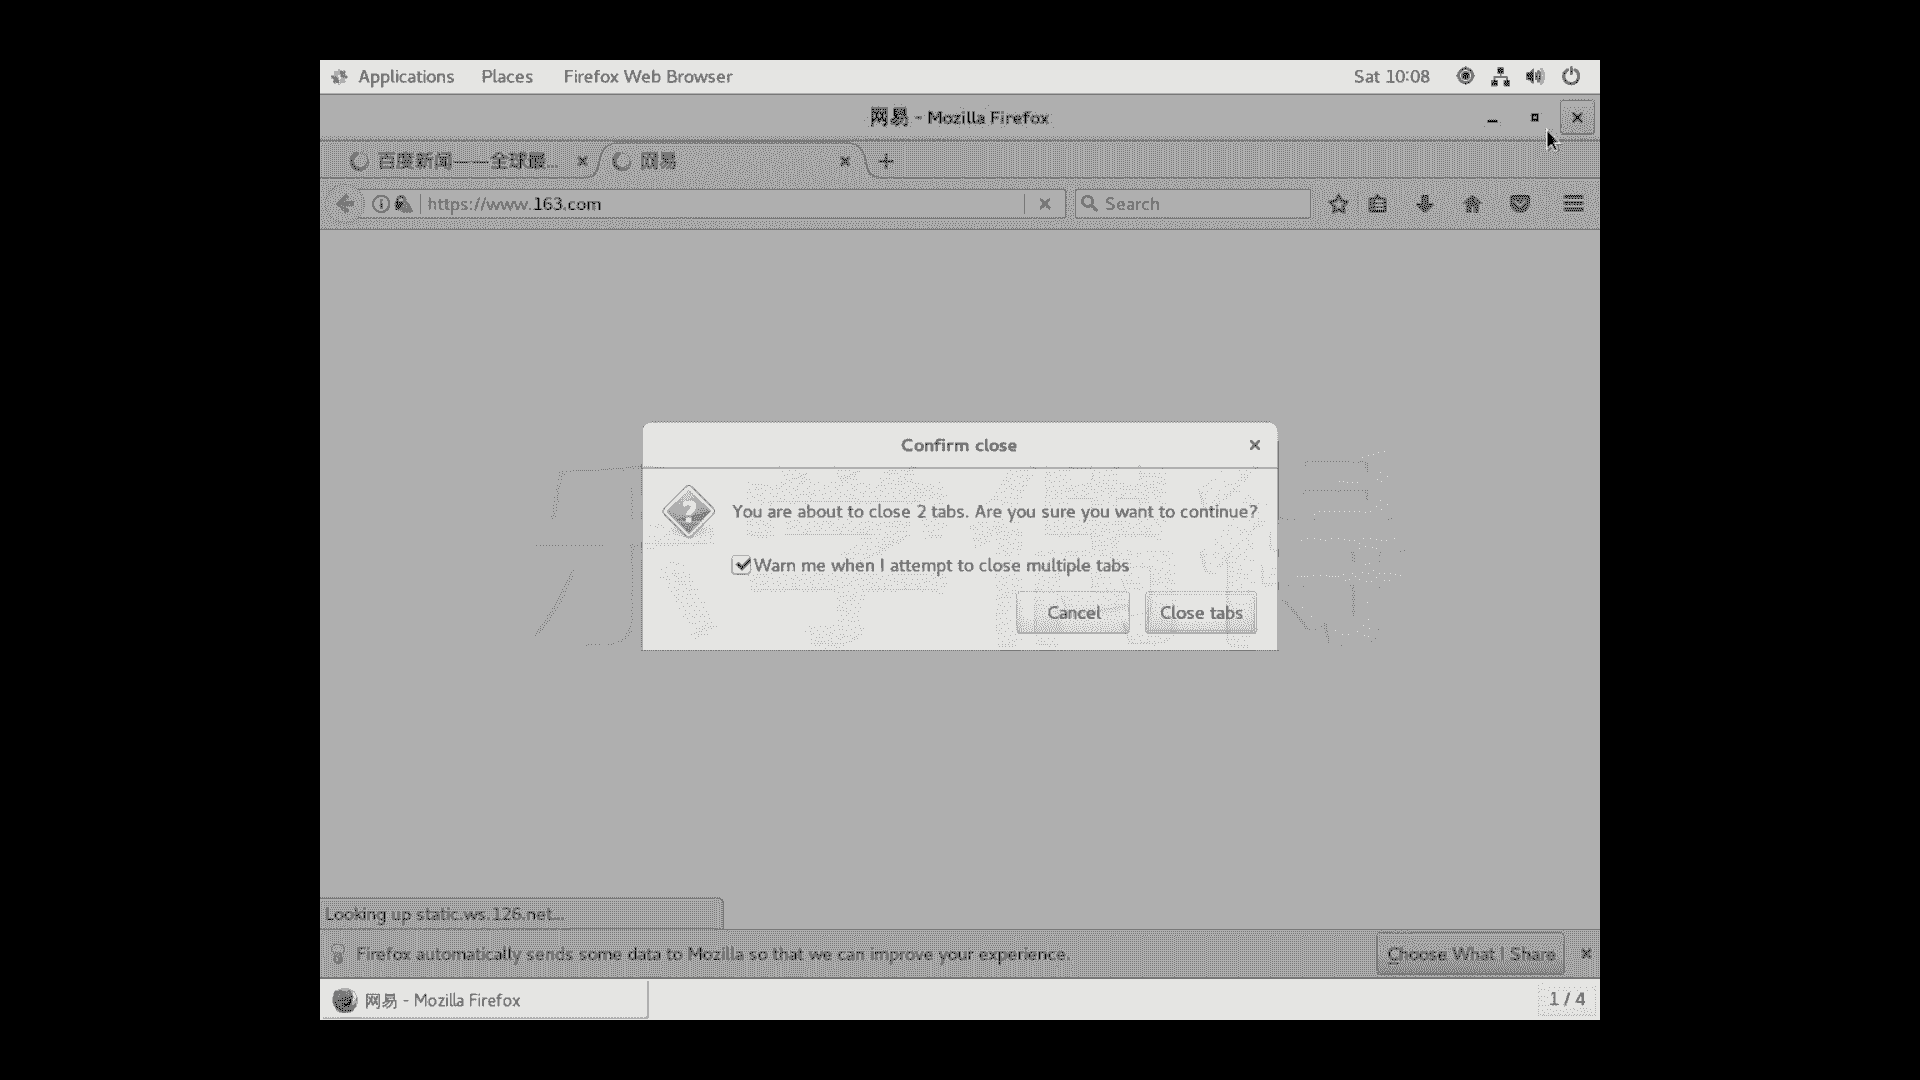 Applications Places Firefox Web Browser Sat 10:08
网易 - Mozilla Firefox
百度新闻——全球最... 网易
https://www.163.com Search
Confirm close
You are about to close 2 tabs. Are you sure you want to continue?
Warn me when I attempt to close multiple tabs
Cancel Close tabs
Looking up static.ws.126.net...
Firefox automatically sends some data to Mozilla so that we can improve your experience.
Choose What I Share
网易 - Mozilla Firefox 1 / 4